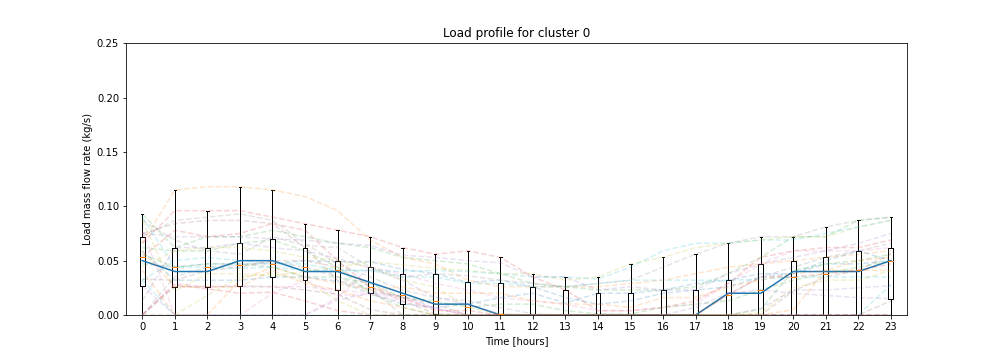 Load profile for cluster 0
0.25
0.20
0.15
0.10
0.05
0.00
Load mass flow rate (kg/s)
0 1 2 3 4 5 6 7 8 9 10 11 12 13 14 15 16 17 18 19 20 21 22 23
Time [hours]